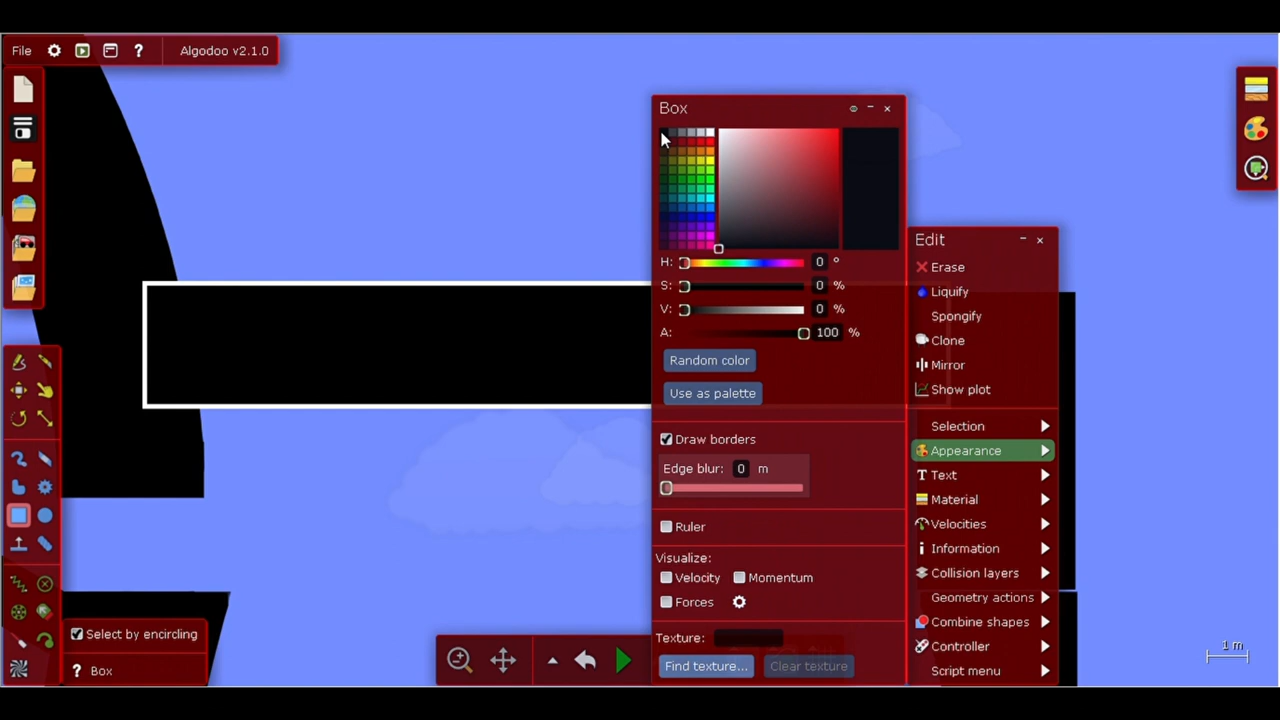 File
?
Algodoo v2.1.0
Box
H: 0 °
S: 0 %
V: 0 %
A: 100 %
Random color
Use as palette
Draw borders
Edge blur: 0 m
Ruler
Visualize:
Velocity
Momentum
Forces
Texture:
Find texture...
Clear texture
Edit
Erase
Liquify
Spongify
Clone
Mirror
Show plot
Selection
Appearance
Text
Material
Velocities
Information
Collision layers
Geometry actions
Combine shapes
Controller
Script menu
Select by encircling
? Box
1 m